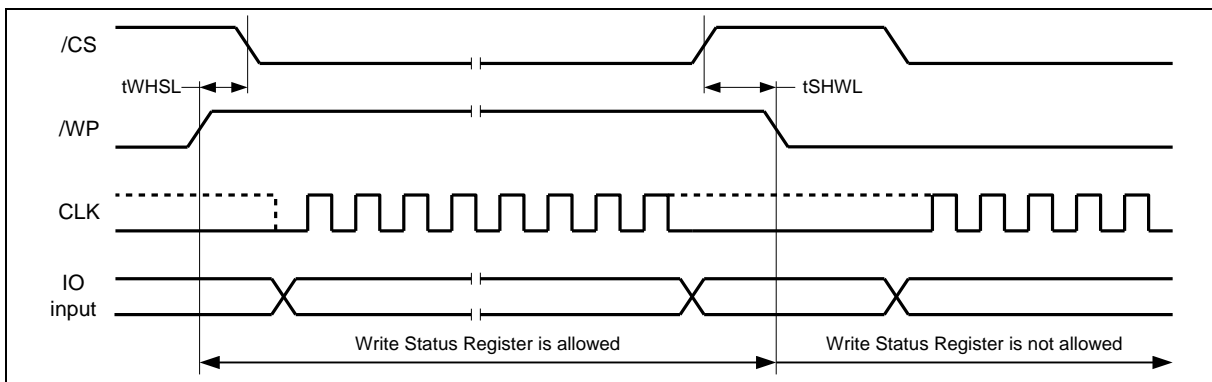 /CS
tWHSL
tSHWL
/WP
CLK
IO
input
Write Status Register is allowed
Write Status Register is not allowed